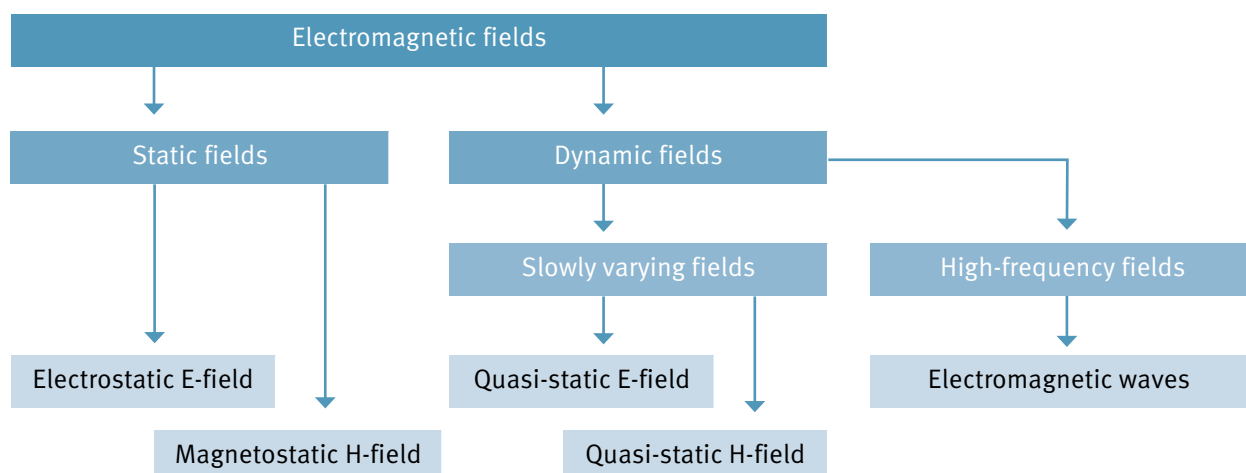 Electromagnetic fields
Static fields
Dynamic fields
Slowly varying fields
High-frequency fields
Electrostatic E-field
Quasi-static E-field
Electromagnetic waves
Magnetostatic H-field
Quasi-static H-field